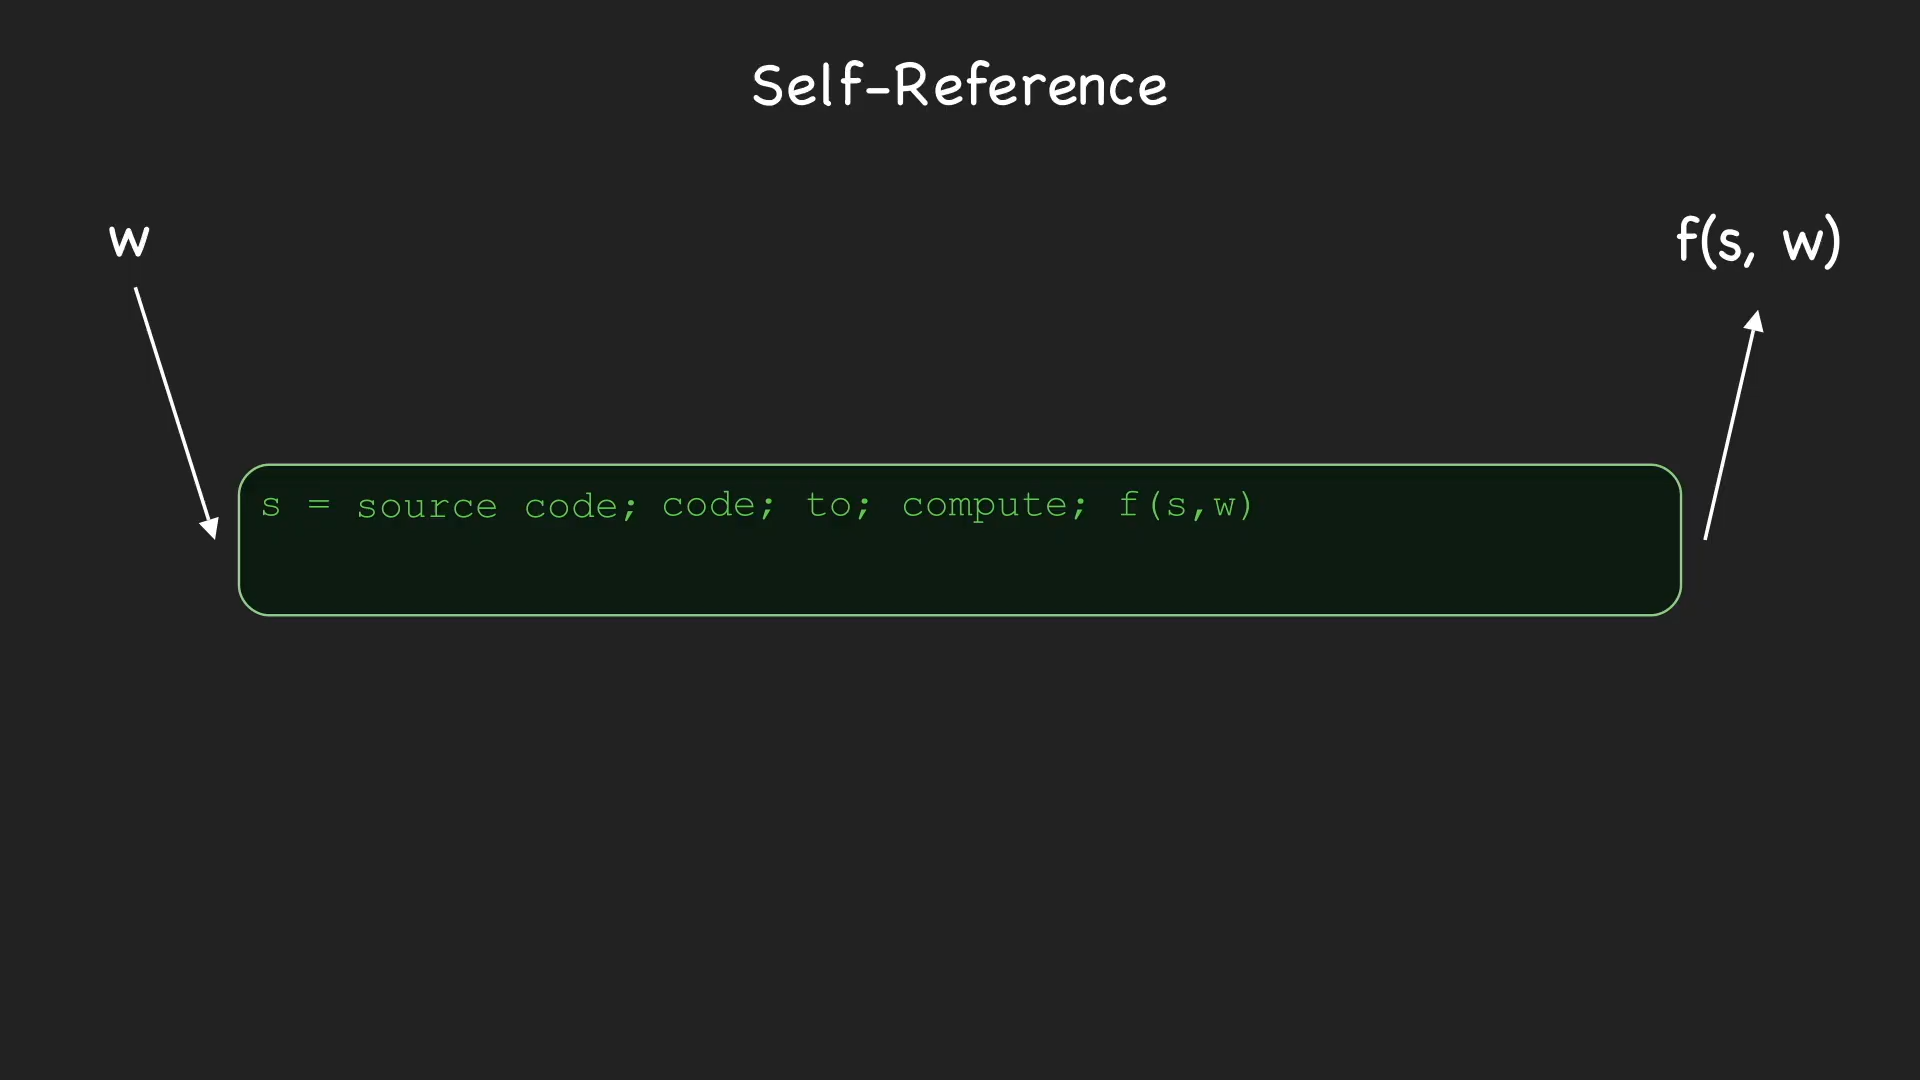 Self-Reference
w
f(s, w)
s = source code; code; to; compute; f(s,w)